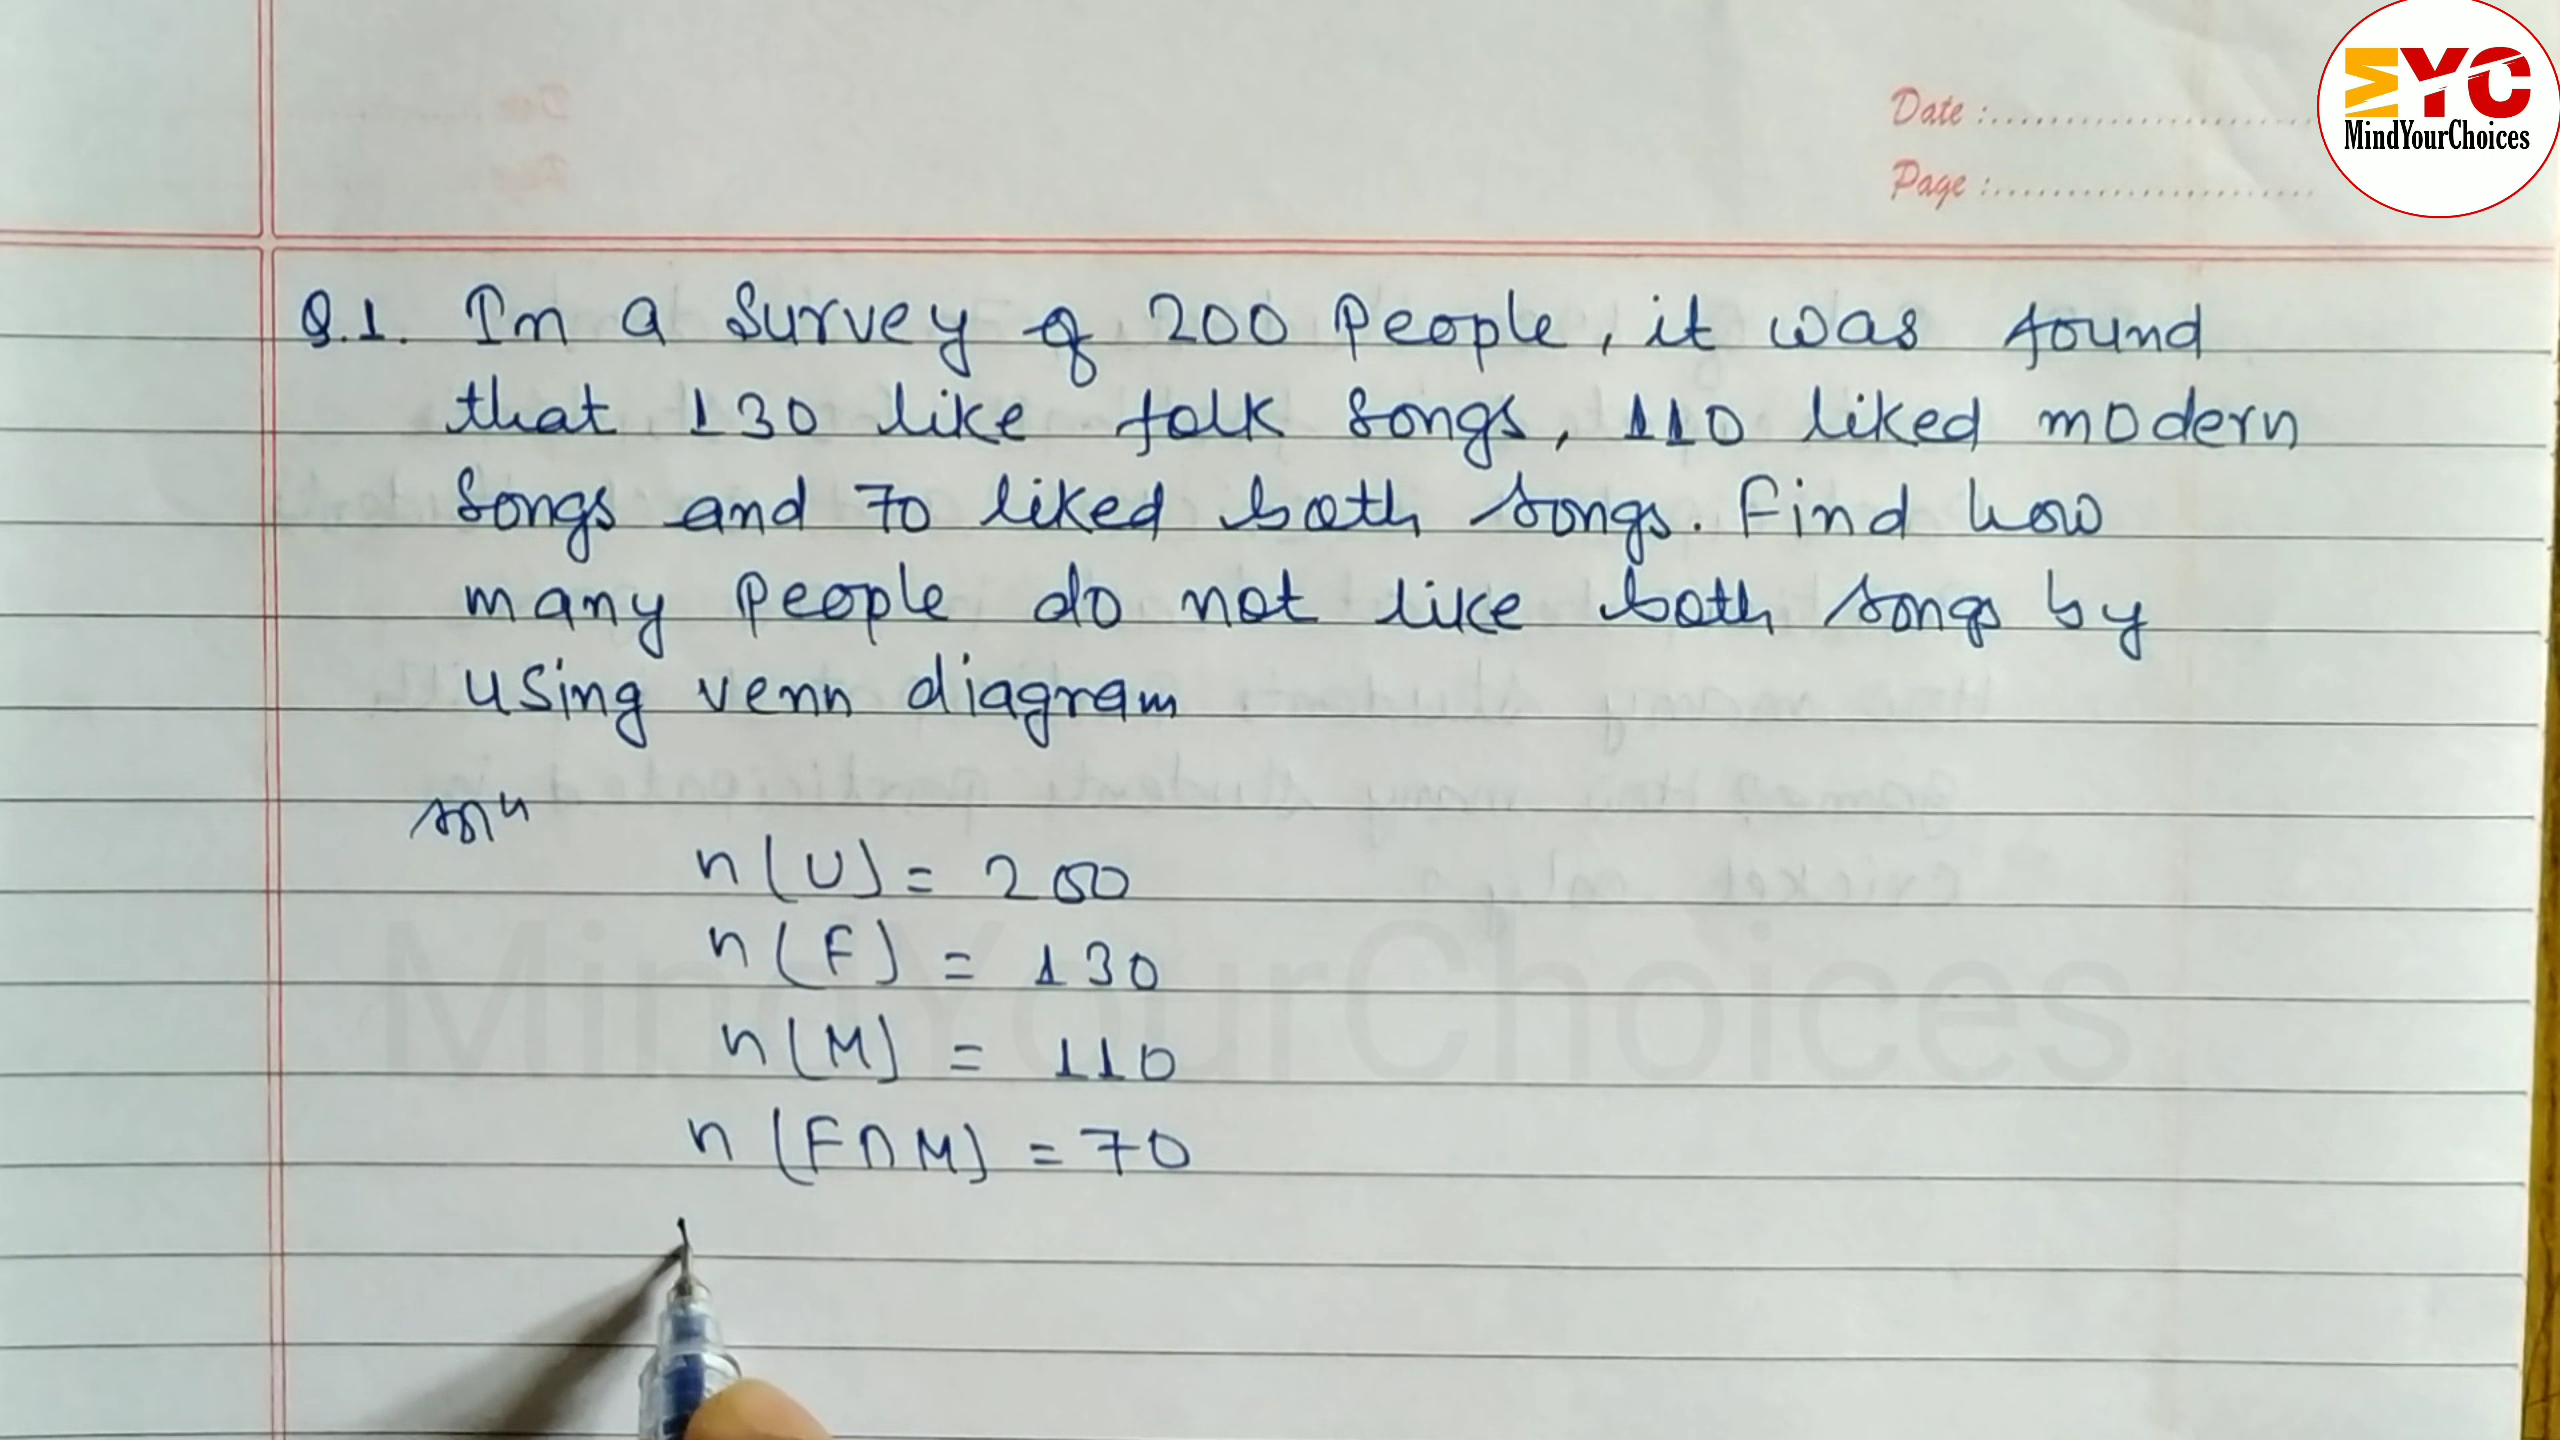 MYC
MindYourChoices
Date :
Page :
Q.1. In a Survey of 200 People, it was found
that 130 like folk songs, 110 liked modern
songs and 70 liked both songs. Find how
many people do not like both songs by
using venn diagram
soln
n(U) = 200
n(F) = 130
n(M) = 110
n(F∩M) = 70
MindYourChoices